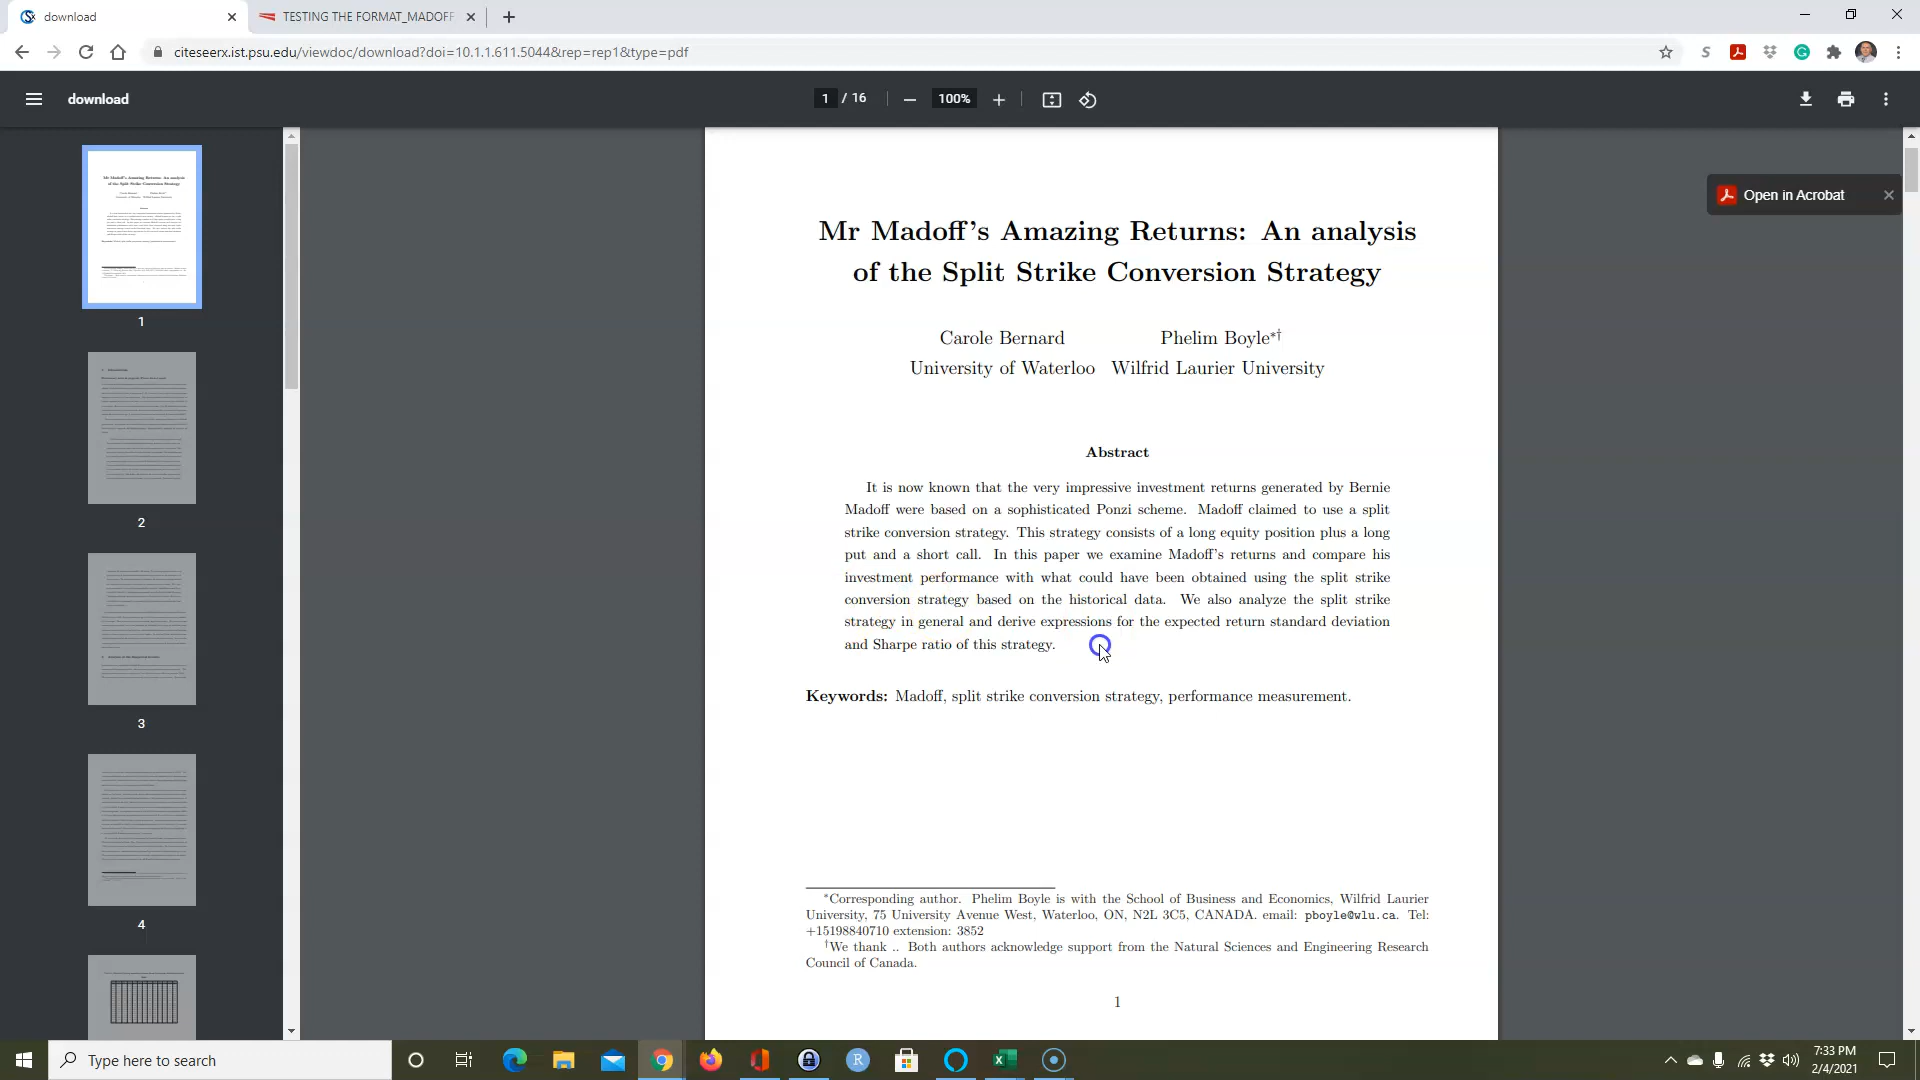 download
TESTING THE FORMAT_MADOFF
citeseerx.ist.psu.edu/viewdoc/download?doi=10.1.1.611.5044&rep=rep1&type=pdf
download
1 / 16
100%
Open in Acrobat
1
2
3
4
Mr Madoff's Amazing Returns: An analysis
of the Split Strike Conversion Strategy
Carole Bernard Phelim Boyle*†
University of Waterloo Wilfrid Laurier University
Abstract
It is now known that the very impressive investment returns generated by Bernie
Madoff were based on a sophisticated Ponzi scheme. Madoff claimed to use a split
strike conversion strategy. This strategy consists of a long equity position plus a long
put and a short call. In this paper we examine Madoff's returns and compare his
investment performance with what could have been obtained using the split strike
conversion strategy based on the historical data. We also analyze the split strike
strategy in general and derive expressions for the expected return standard deviation
and Sharpe ratio of this strategy.
Keywords: Madoff, split strike conversion strategy, performance measurement.
*Corresponding author. Phelim Boyle is with the School of Business and Economics, Wilfrid Laurier
University, 75 University Avenue West, Waterloo, ON, N2L 3C5, CANADA. email: pboyle@wlu.ca. Tel:
+15198840710 extension: 3852
†We thank .. Both authors acknowledge support from the Natural Sciences and Engineering Research
Council of Canada.
1
Type here to search
7:33 PM
2/4/2021